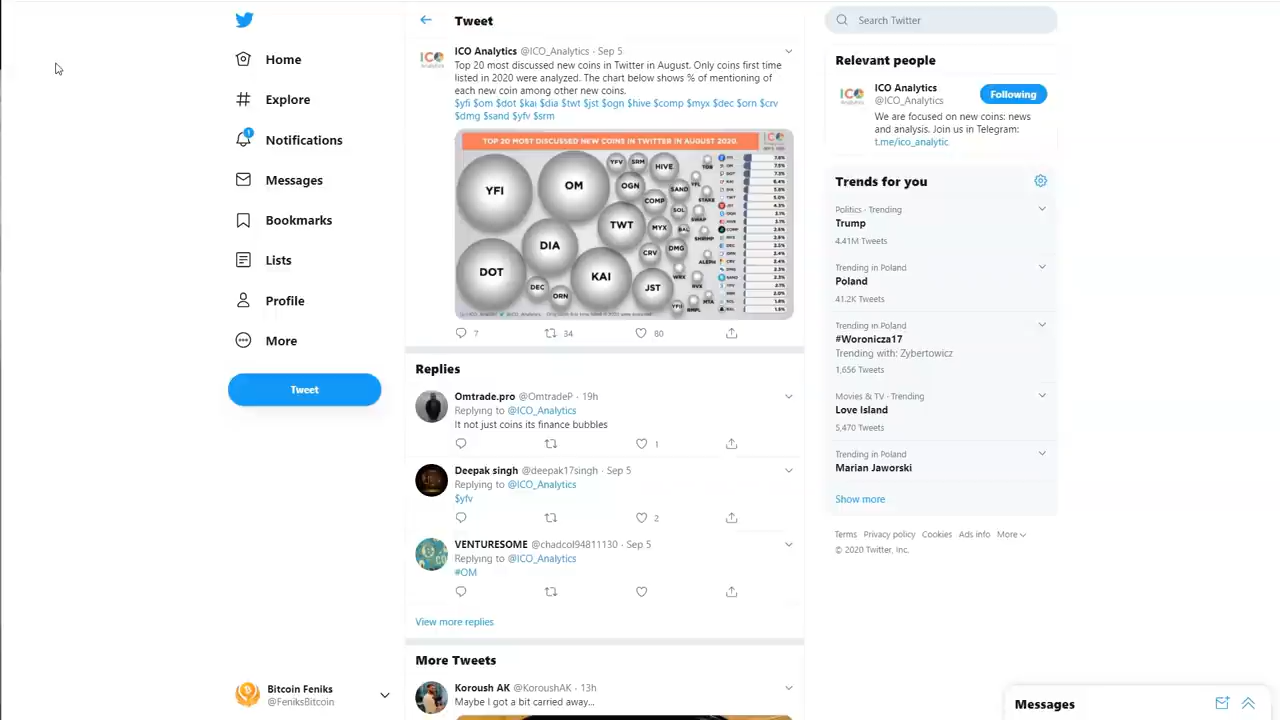 Home
Explore
1
Notifications
Messages
Bookmarks
Lists
Profile
More
Tweet
Bitcoin Feniks
@FeniksBitcoin
Tweet
ICO Analytics @ICO_Analytics · Sep 5
Top 20 most discussed new coins in Twitter in August. Only coins first time
listed in 2020 were analyzed. The chart below shows % of mentioning of
each new coin among other new coins.
$yfi $om $dot $kai $dia $twt $jst $ogn $hive $comp $myx $dec $orn $crv
$dmg $sand $yfv $srm
TOP 20 MOST DISCUSSED NEW COINS IN TWITTER IN AUGUST 2020.
YFI
OM
YFV
SRM
HIVE
OGN
COMP
SAND
SOL
TWT
MYX
DIA
CRV
DMG
DOT
KAI
DEC
ORN
JST
7
34
80
Replies
Omtrade.pro @OmtradeP · 19h
Replying to @ICO_Analytics
It not just coins its finance bubbles
1
Deepak singh @deepak17singh · Sep 5
Replying to @ICO_Analytics
$yfv
2
VENTURESOME @chadcol94811130 · Sep 5
Replying to @ICO_Analytics
#OM
View more replies
More Tweets
Koroush AK @KoroushAK · 13h
Maybe I got a bit carried away...
Search Twitter
Relevant people
ICO Analytics
@ICO_Analytics
Following
We are focused on new coins: news
and analysis. Join us in Telegram:
t.me/ico_analytic
Trends for you
Politics · Trending
Trump
4.41M Tweets
Trending in Poland
Poland
41.2K Tweets
Trending in Poland
#Woronicza17
Trending with: Zybertowicz
1,656 Tweets
Movies & TV · Trending
Love Island
5,470 Tweets
Trending in Poland
Marian Jaworski
Show more
Terms Privacy policy Cookies Ads info More
© 2020 Twitter, Inc.
Messages